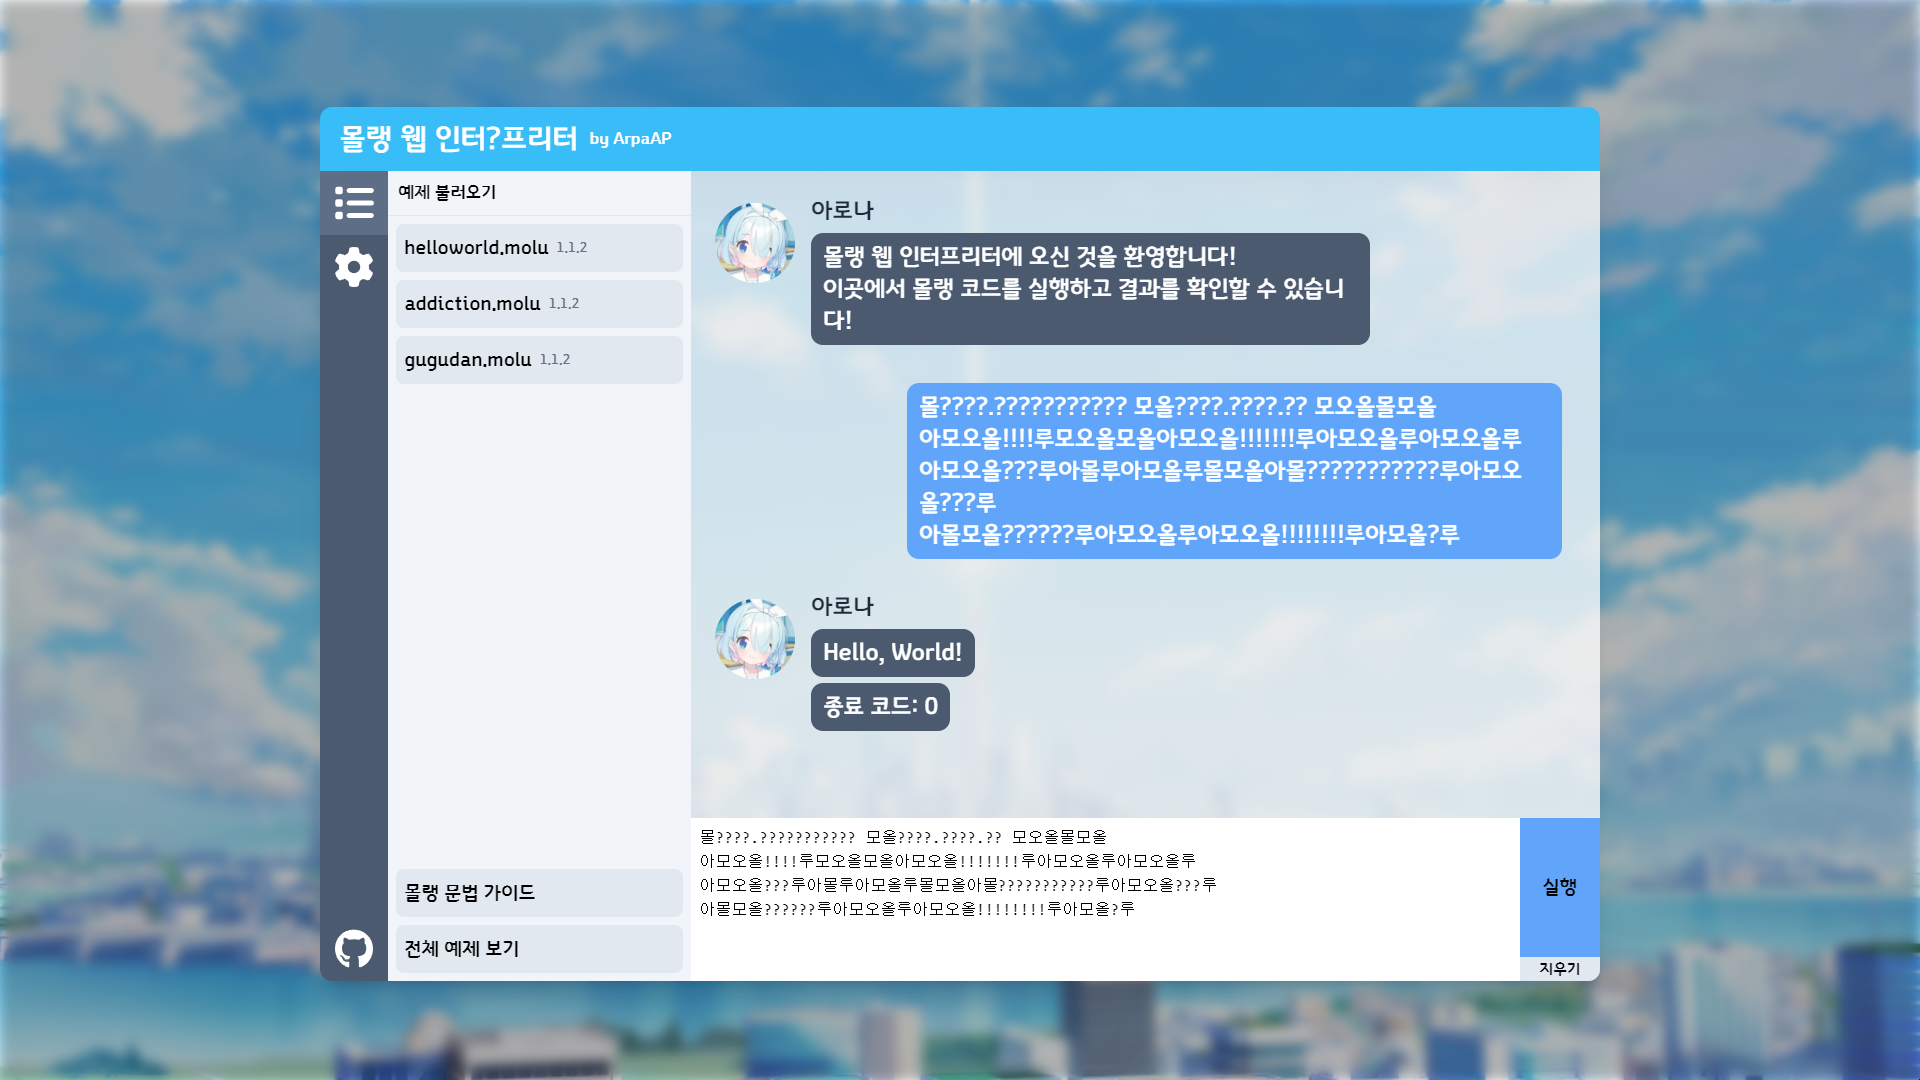 몰랭 웹 인터?프리터 by ArpaAP
예제 불러오기
helloworld.molu 1.1.2
addiction.molu 1.1.2
gugudan.molu 1.1.2
몰랭 문법 가이드
전체 예제 보기
아로나
몰랭 웹 인터프리터에 오신 것을 환영합니다!
이곳에서 몰랭 코드를 실행하고 결과를 확인할 수 있습니
다!
몰????.??????????? 모올????.????.?? 모오올몰모올
아모오올!!!!루모오올모올아모오올!!!!!!!루아모오올루아모오올루
아모오올???루아몰루아모올루몰모올아몰???????????루아모오
올???루
아몰모올??????루아모오올루아모오올!!!!!!!!루아모올?루
아로나
Hello, World!
종료 코드: 0
몰????.??????????? 모올????.????.?? 모오올몰모올
아모오올!!!!루모오올모올아모오올!!!!!!!루아모오올루아모오올루
아모오올???루아몰루아모올루몰모올아몰???????????루아모오올???루
아몰모올??????루아모오올루아모오올!!!!!!!!루아모올?루
실행
지우기